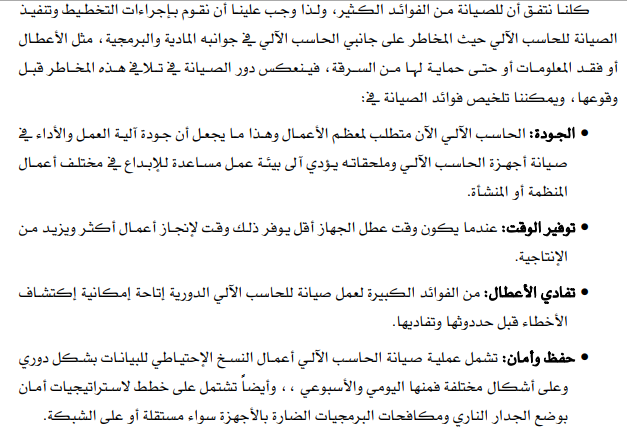 كلنا نتفق أن للصيانة من الفوائد الكثير، ولذا وجب علينا أن نقوم بإجراءات التخطيط وتنفيذ
الصيانة للحاسب الآلي حيث المخاطر على جانبي الحاسب الآلي في جوانبه المادية والبرمجية، مثل الأعطال
أو فقد المعلومات أو حتى حماية لها من السرقة، فينعكس دور الصيانة في تلافي هذه المخاطر قبل
وقوعها، ويمكننا تلخيص فوائد الصيانة في:
• الجودة: الحاسب الآلي الآن متطلب لمعظم الأعمال وهذا ما يجعل أن جودة آلية العمل والأداء في
صيانة أجهزة الحاسب الآلي وملحقاته يؤدي آلى بيئة عمل مساعدة للإبداع في مختلف أعمال
المنظمة أو المنشأة.
• توفير الوقت: عندما يكون وقت عطل الجهاز أقل يوفر ذلك وقت لإنجاز أعمال أكثر ويزيد من
الإنتاجية.
• تفادي الأعطال: من الفوائد الكبيرة لعمل صيانة للحاسب الآلي الدورية إتاحة إمكانية إكتشاف
الأخطاء قبل حددوثها وتفاديها.
• حفظ وأمان: تشمل عملية صيانة الحاسب الآلي أعمال النسخ الإحتياطي للبيانات بشكل دوري
وعلى أشكال مختلفة فمنها اليومي والأسبوعي ،، وأيضاً تشتمل على خطط لاستراتيجيات أمان
بوضع الجدار الناري ومكافحات البرمجيات الضارة بالأجهزة سواء مستقلة أو على الشبكة.